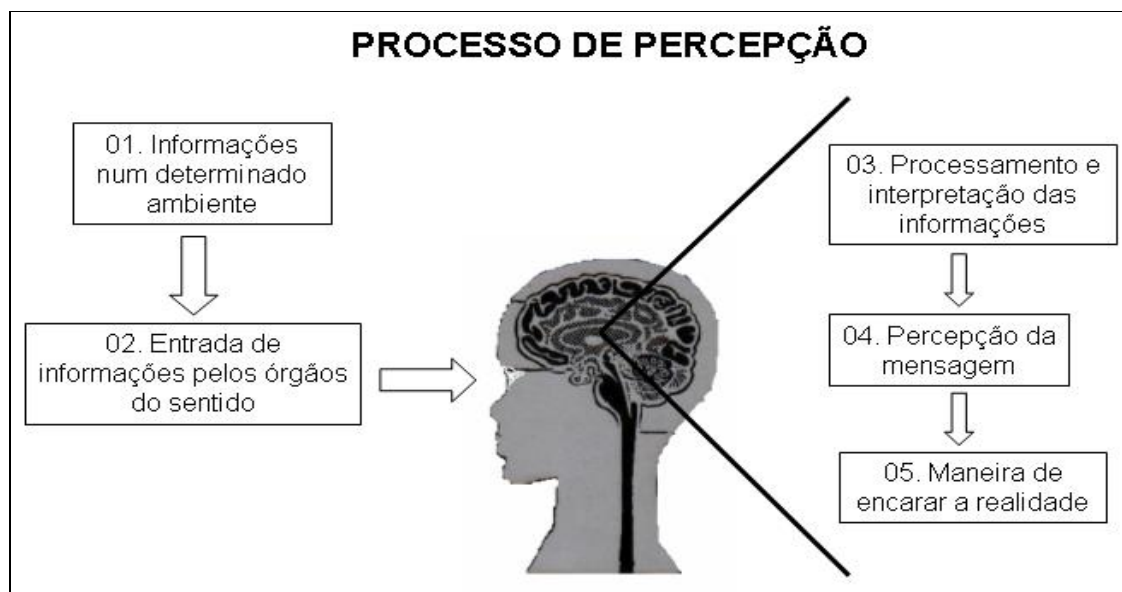 PROCESSO DE PERCEPÇÃO
01. Informações
num determinado
ambiente
02. Entrada de
informações pelos órgãos
do sentido
03. Processamento e
interpretação das
informações
04. Percepção da
mensagem
05. Maneira de
encarar a realidade